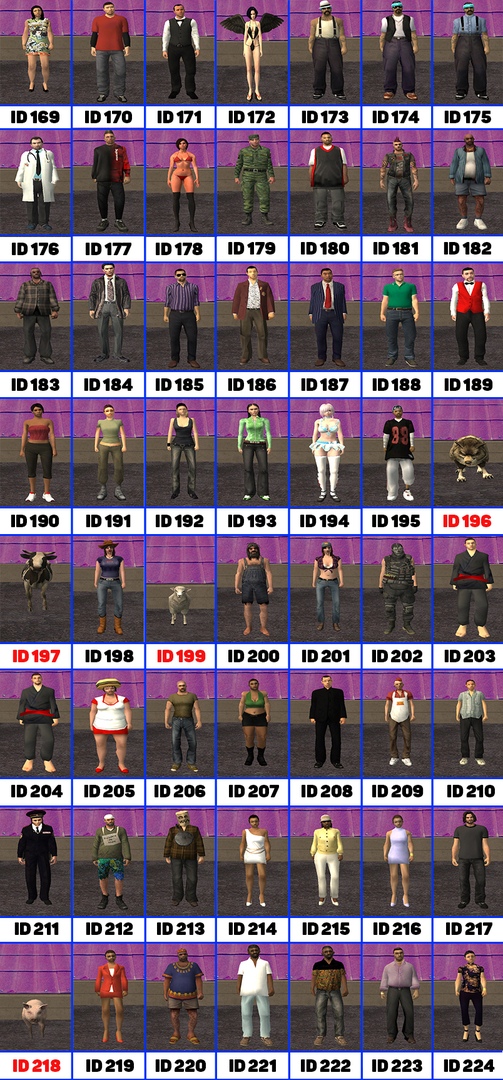 ID 169 ID 170 ID 171 ID 172 ID 173 ID 174 ID 175
ID 176 ID 177 ID 178 ID 179 ID 180 ID 181 ID 182
ID 183 ID 184 ID 185 ID 186 ID 187 ID 188 ID 189
ID 190 ID 191 ID 192 ID 193 ID 194 ID 195 ID 196
ID 197 ID 198 ID 199 ID 200 ID 201 ID 202 ID 203
ID 204 ID 205 ID 206 ID 207 ID 208 ID 209 ID 210
ID 211 ID 212 ID 213 ID 214 ID 215 ID 216 ID 217
ID 218 ID 219 ID 220 ID 221 ID 222 ID 223 ID 224